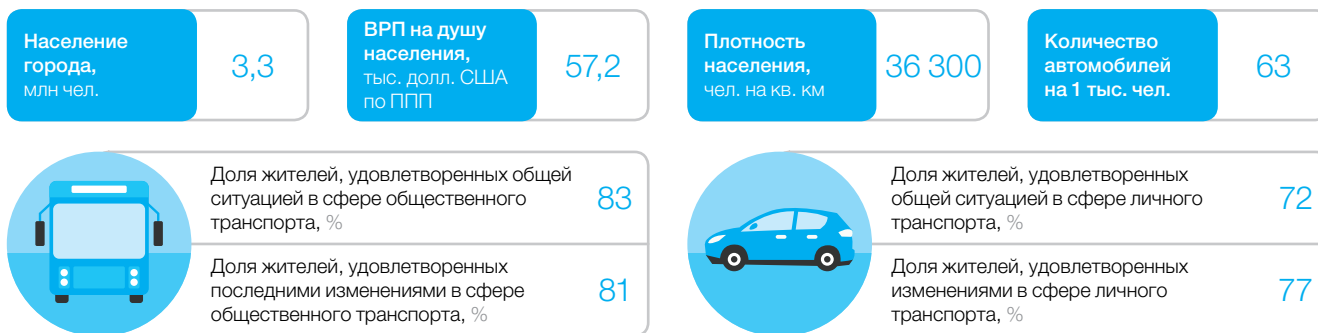 Население
города,
млн чел.
3,3
ВРП на душу
населения,
тыс. долл. США
по ППП
57,2
Плотность
населения,
чел. на кв. км
36 300
Количество
автомобилей
на 1 тыс. чел.
63
Доля жителей, удовлетворенных общей
ситуацией в сфере общественного
транспорта, %
83
Доля жителей, удовлетворенных
последними изменениями в сфере
общественного транспорта, %
81
Доля жителей, удовлетворенных
общей ситуацией в сфере личного
транспорта, %
72
Доля жителей, удовлетворенных
изменениями в сфере личного
транспорта, %
77